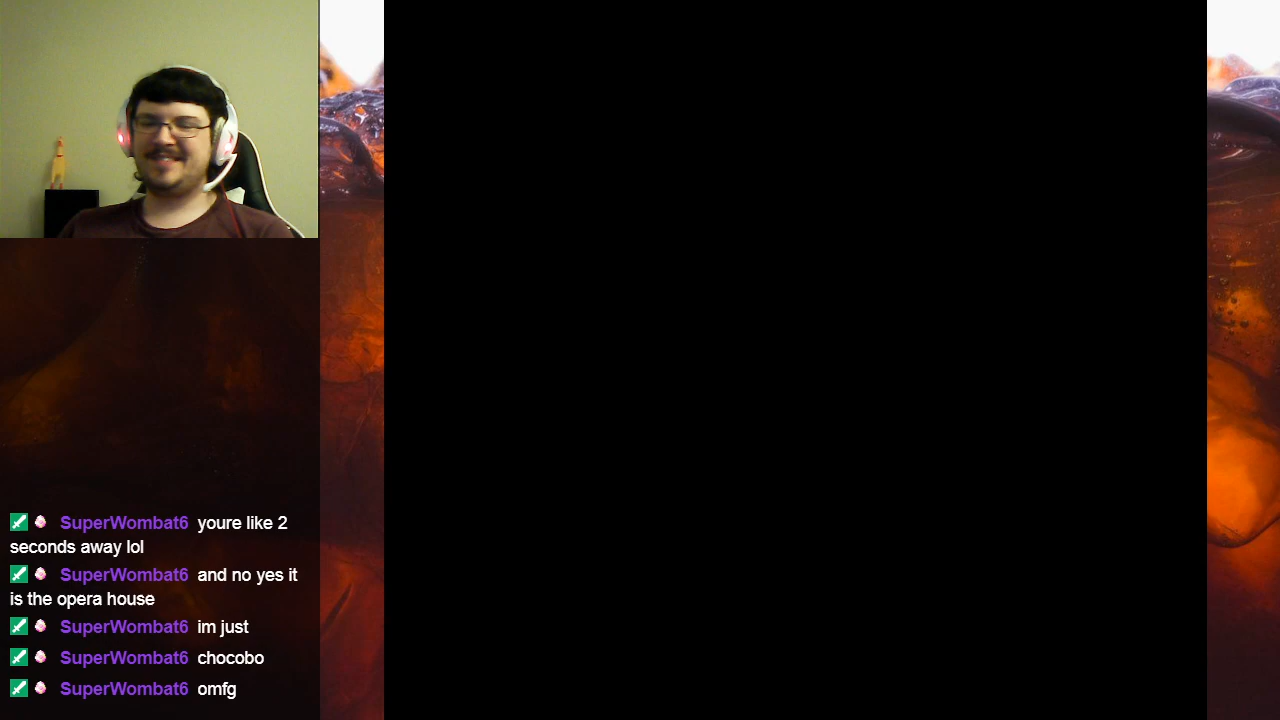 SuperWombat6 youre like 2
seconds away lol
SuperWombat6 and no yes it
is the opera house
SuperWombat6 im just
SuperWombat6 chocobo
SuperWombat6 omfg